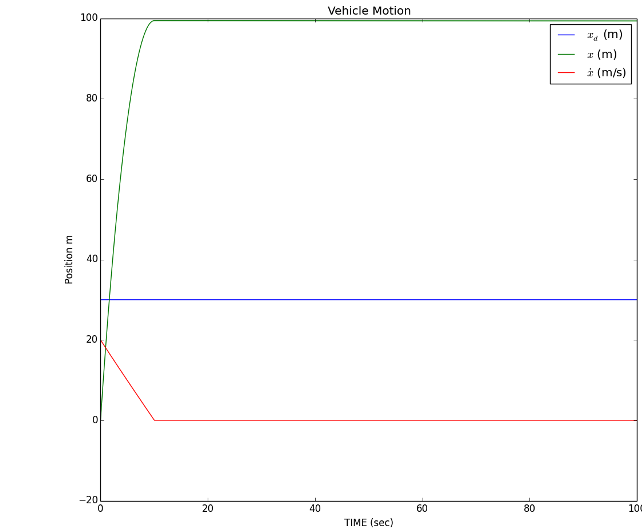 Vehicle Motion
100
80
60
40
20
0
−20
Position m
0 20 40 60 80 100
TIME (sec)
x_d (m)
x (m)
ẋ (m/s)